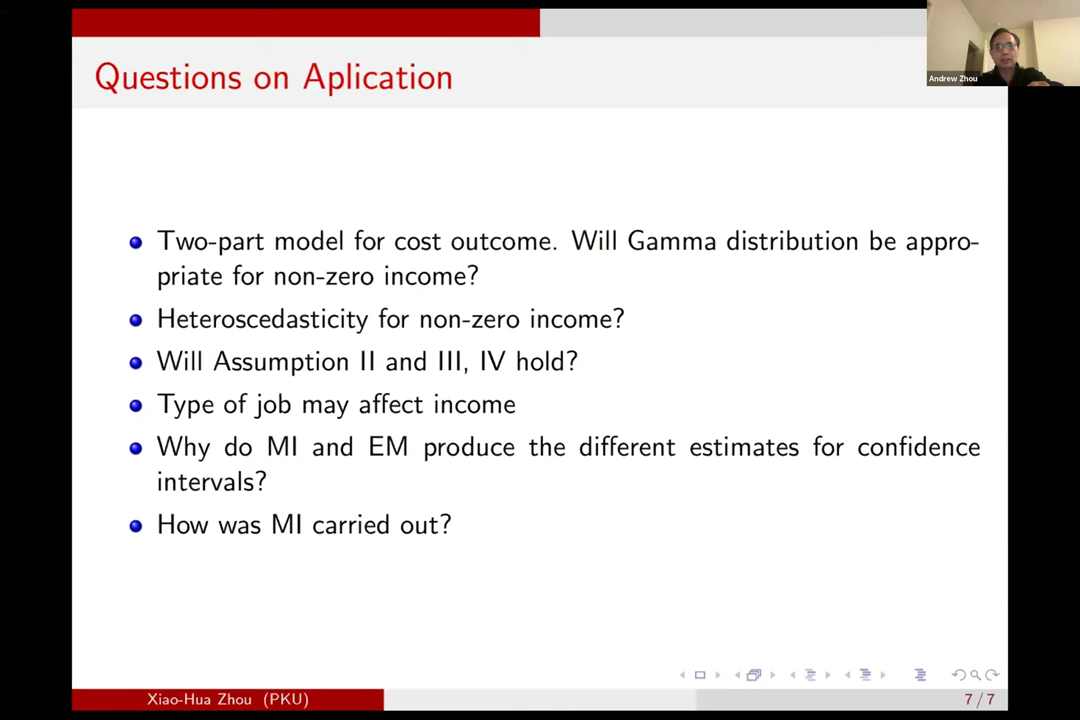 Questions on Aplication
Andrew Zhou
Two-part model for cost outcome. Will Gamma distribution be appro-
priate for non-zero income?
Heteroscedasticity for non-zero income?
Will Assumption II and III, IV hold?
Type of job may affect income
Why do MI and EM produce the different estimates for confidence
intervals?
How was MI carried out?
Xiao-Hua Zhou (PKU)
7 / 7